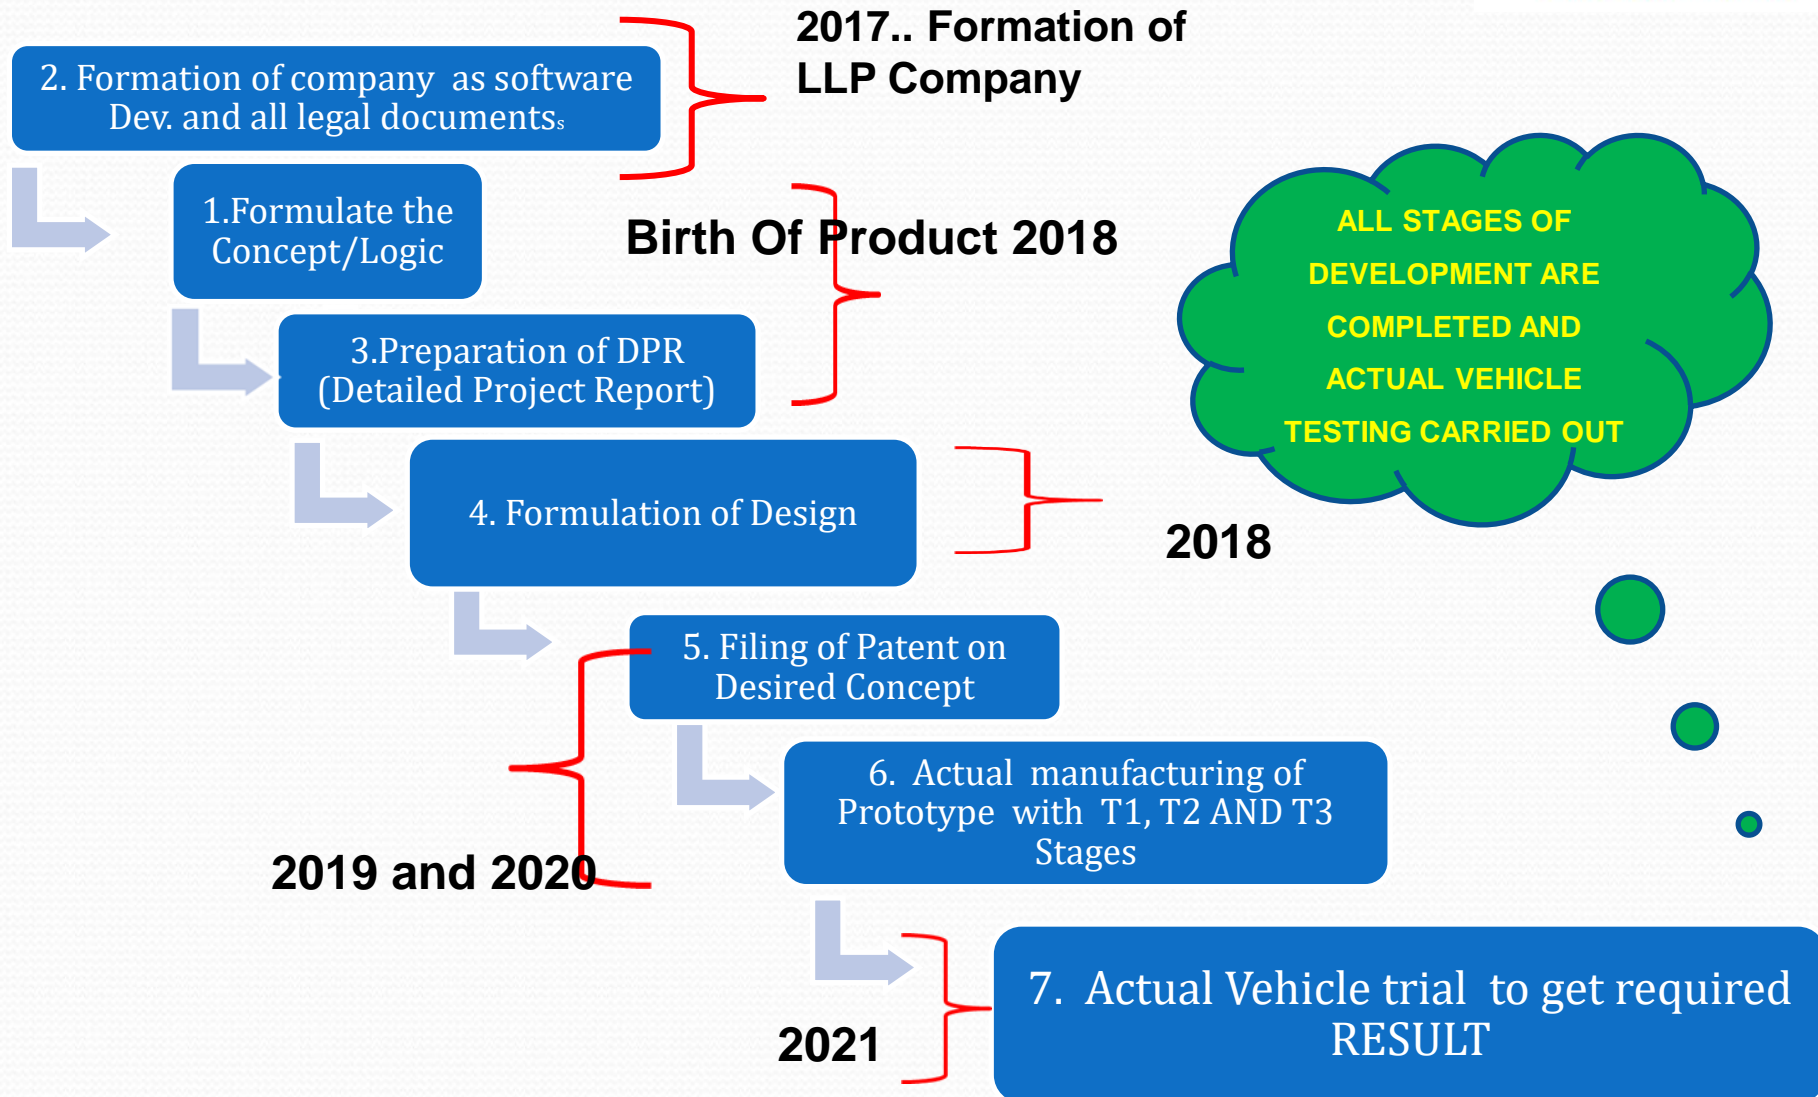 2017.. Formation of
LLP Company
2. Formation of company as software
Dev. and all legal documentss
1.Formulate the
Concept/Logic
Birth Of Product 2018
ALL STAGES OF
DEVELOPMENT ARE
COMPLETED AND
ACTUAL VEHICLE
TESTING CARRIED OUT
3.Preparation of DPR
(Detailed Project Report)
4. Formulation of Design
2018
5. Filing of Patent on
Desired Concept
6. Actual manufacturing of
Prototype with T1, T2 AND T3
Stages
2019 and 2020
7. Actual Vehicle trial to get required
RESULT
2021